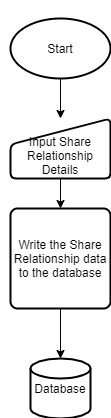 Start
Input Share
Relationship
Details
Write the Share
Relationship data
to the database
Database